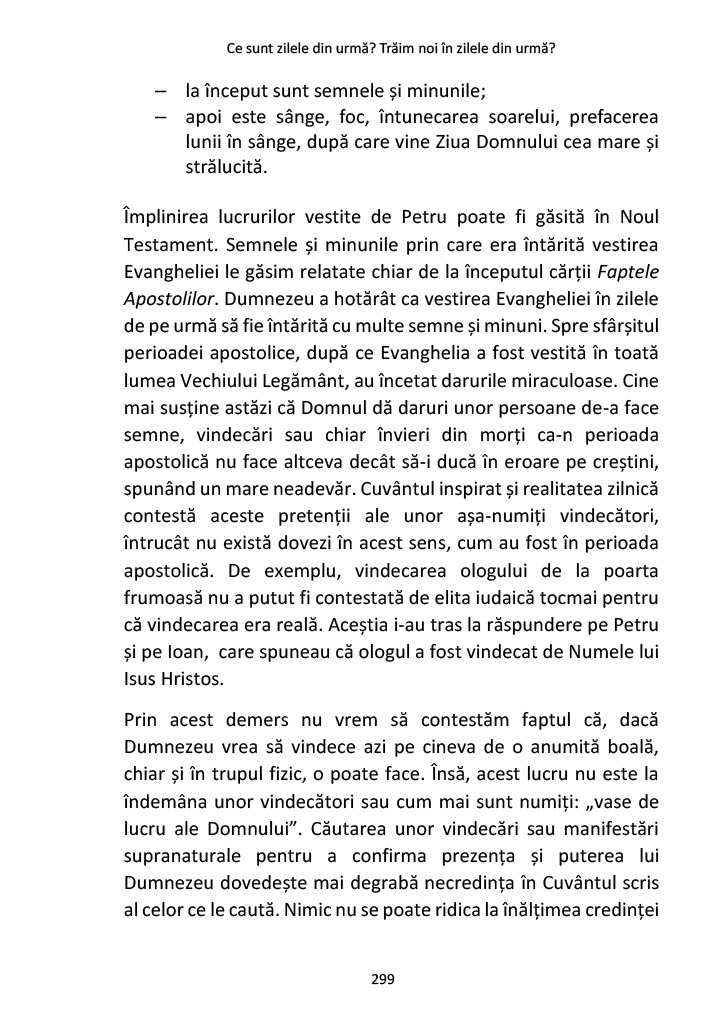 Ce sunt zilele din urmă? Trăim noi în zilele din urmă?
– la început sunt semnele și minunile;
– apoi este sânge, foc, întunecarea soarelui, prefacerea
lunii în sânge, după care vine Ziua Domnului cea mare și
strălucită.
Împlinirea lucrurilor vestite de Petru poate fi găsită în Noul
Testament. Semnele și minunile prin care era întărită vestirea
Evangheliei le găsim relatate chiar de la începutul cărții Faptele
Apostolilor. Dumnezeu a hotărât ca vestirea Evangheliei în zilele
de pe urmă să fie întărită cu multe semne și minuni. Spre sfârșitul
perioadei apostolice, după ce Evanghelia a fost vestită în toată
lumea Vechiului Legământ, au încetat darurile miraculoase. Cine
mai susține astăzi că Domnul dă daruri unor persoane de-a face
semne, vindecări sau chiar învieri din morți ca-n perioada
apostolică nu face altceva decât să-i ducă în eroare pe creștini,
spunând un mare neadevăr. Cuvântul inspirat și realitatea zilnică
contestă aceste pretenții ale unor așa-numiți vindecători,
întrucât nu există dovezi în acest sens, cum au fost în perioada
apostolică. De exemplu, vindecarea ologului de la poarta
frumoasă nu a putut fi contestată de elita iudaică tocmai pentru
că vindecarea era reală. Aceștia i-au tras la răspundere pe Petru
și pe Ioan,  care spuneau că ologul a fost vindecat de Numele lui
Isus Hristos.
Prin acest demers nu vrem să contestăm faptul că, dacă
Dumnezeu vrea să vindece azi pe cineva de o anumită boală,
chiar și în trupul fizic, o poate face. Însă, acest lucru nu este la
îndemâna unor vindecători sau cum mai sunt numiți: „vase de
lucru ale Domnului”. Căutarea unor vindecări sau manifestări
supranaturale pentru a confirma prezența și puterea lui
Dumnezeu dovedește mai degrabă necredința în Cuvântul scris
al celor ce le caută. Nimic nu se poate ridica la înălțimea credinței
299